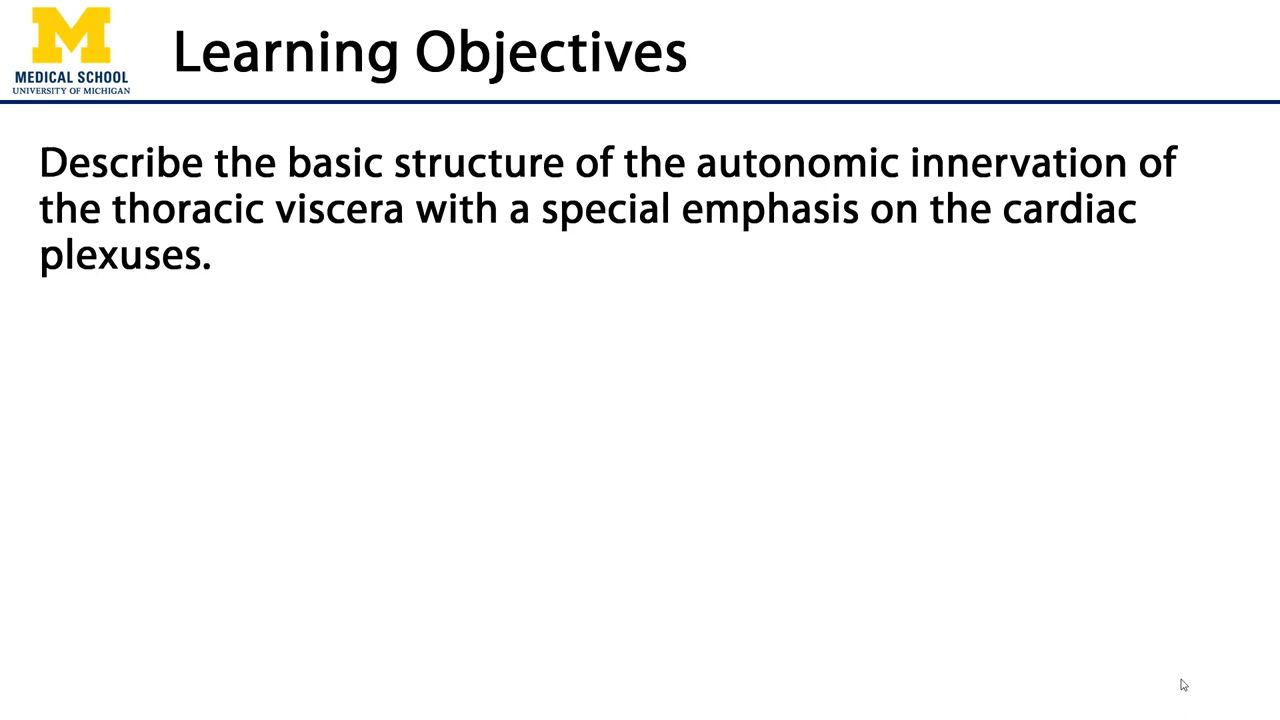 M
MEDICAL SCHOOL
UNIVERSITY OF MICHIGAN
Learning Objectives
Describe the basic structure of the autonomic innervation of
the thoracic viscera with a special emphasis on the cardiac
plexuses.